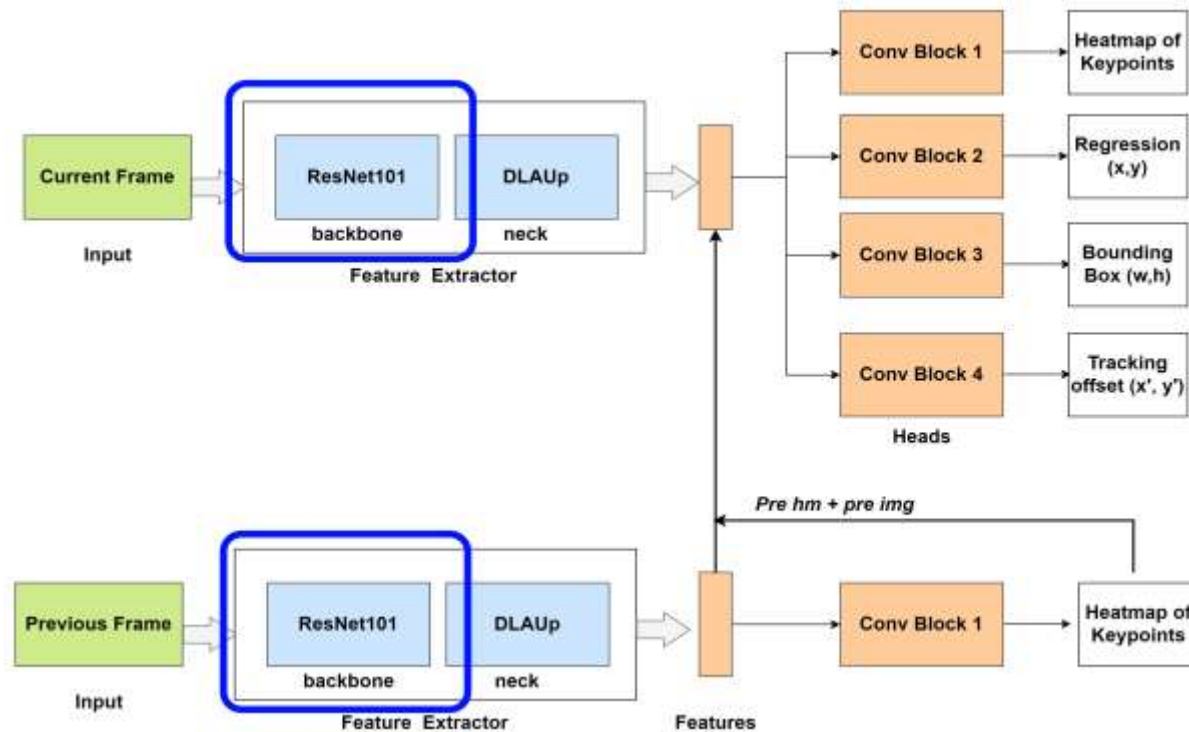 Current Frame
Input
ResNet101
backbone
DLAUp
neck
Feature Extractor
Conv Block 1
Heatmap of
Keypoints
Conv Block 2
Regression
(x,y)
Conv Block 3
Bounding
Box (w,h)
Conv Block 4
Tracking
offset (x', y')
Heads
Pre hm + pre img
Previous Frame
Input
ResNet101
backbone
DLAUp
neck
Feature Extractor
Features
Conv Block 1
Heatmap of
Keypoints